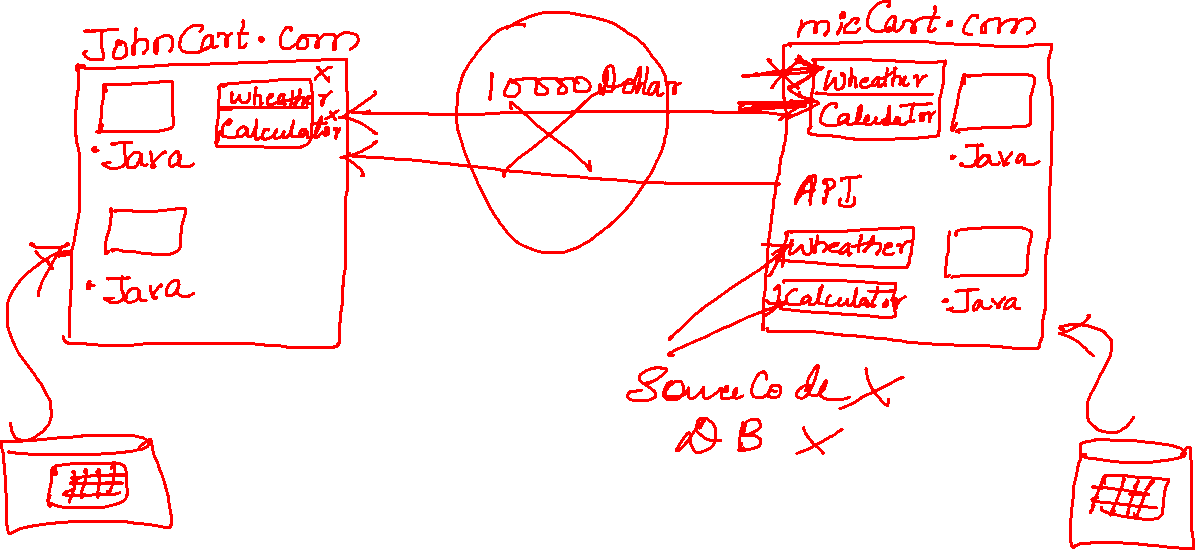 JohnCart.com
x
Wheather
x
Calculator
.Java
.Java
10000 Dollar
micCart.com
Wheather
Calculator
.Java
API
Wheather
Calculator
.Java
SourceCode X
DB X